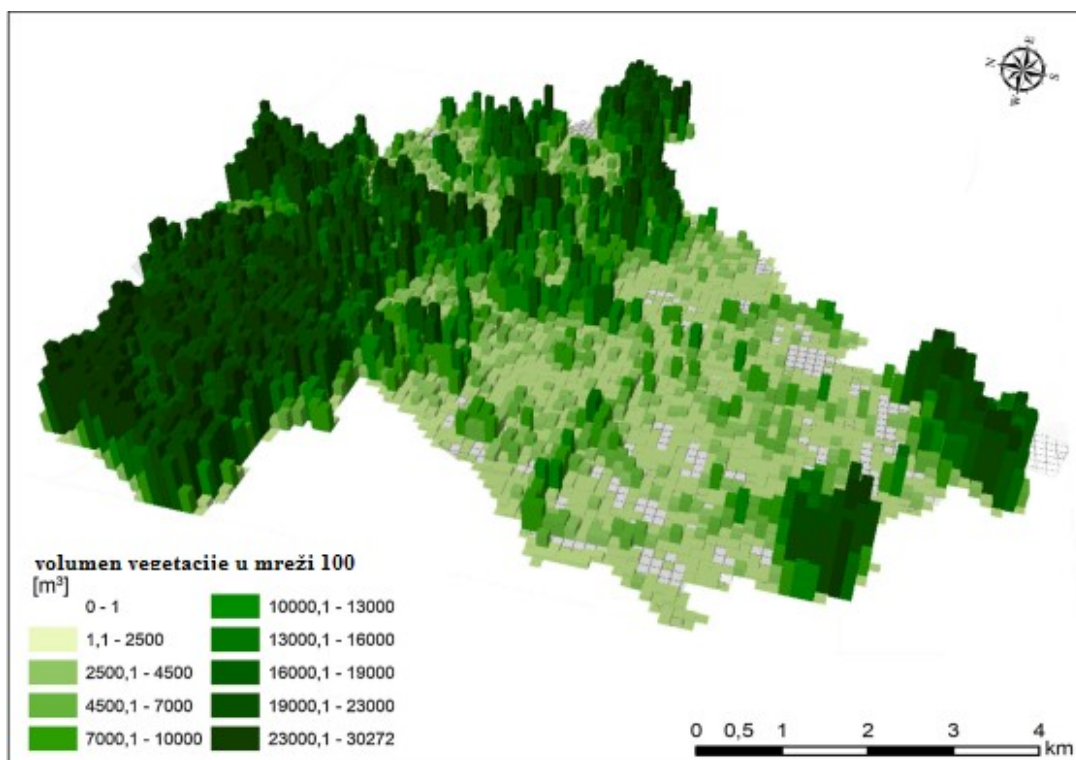 N
E
W
S
volumen vegetacije u mreži 100
[m³]
0 - 1
1,1 - 2500
2500,1 - 4500
4500,1 - 7000
7000,1 - 10000
10000,1 - 13000
13000,1 - 16000
16000,1 - 19000
19000,1 - 23000
23000,1 - 30272
0 0,5 1 2 3 4
km